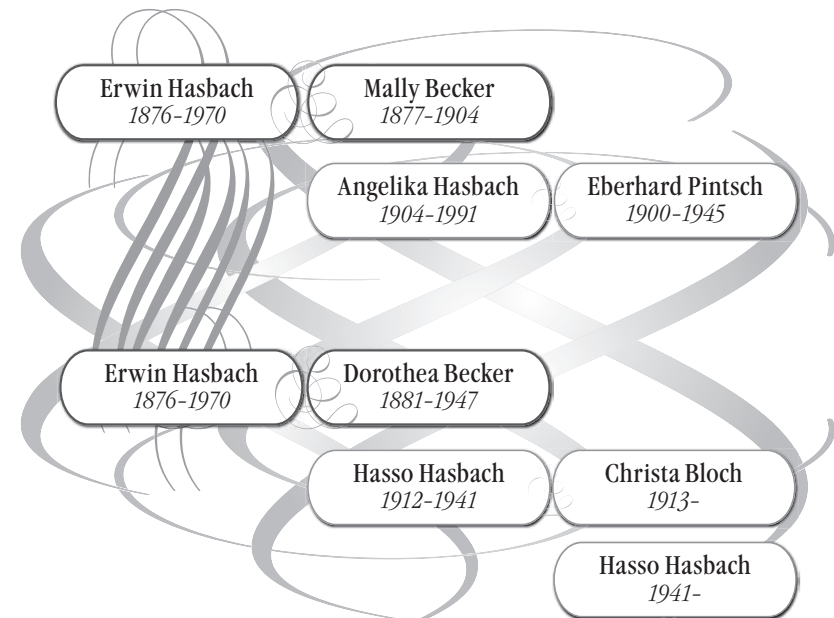 Erwin Hasbach
1876-1970
Mally Becker
1877-1904
Angelika Hasbach
1904-1991
Eberhard Pintsch
1900-1945
Erwin Hasbach
1876-1970
Dorothea Becker
1881-1947
Hasso Hasbach
1912-1941
Christa Bloch
1913-
Hasso Hasbach
1941-